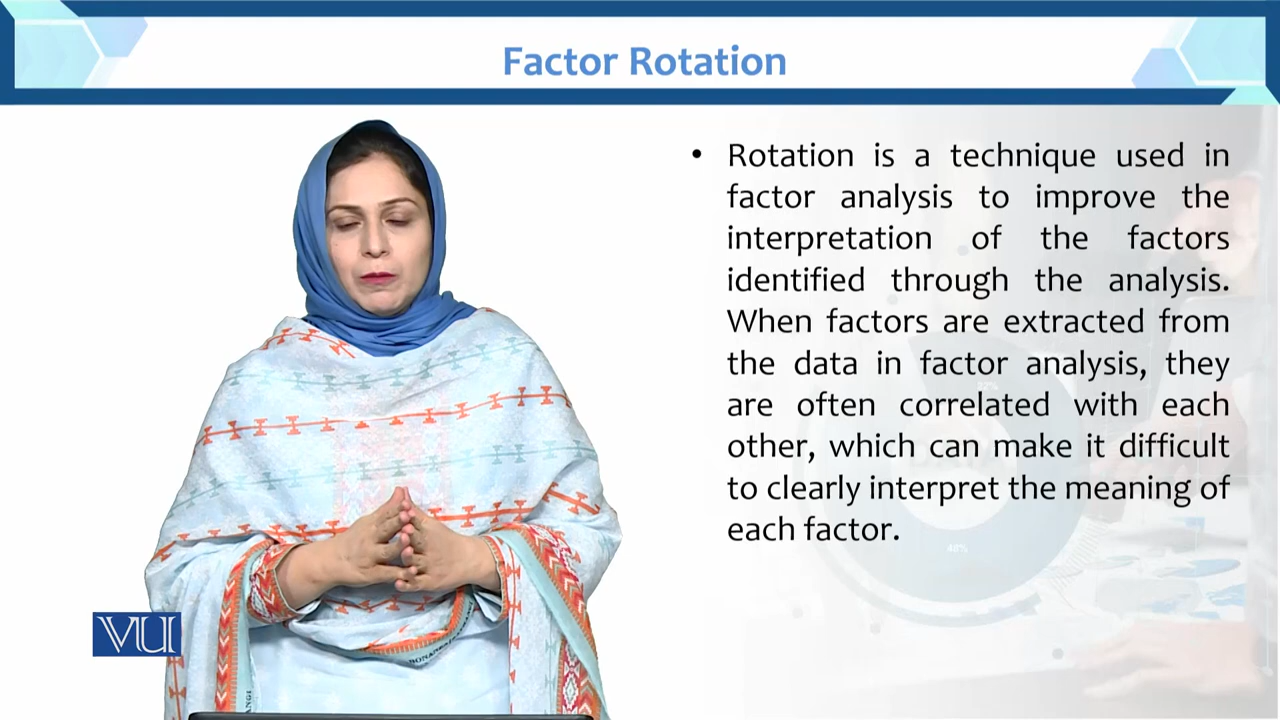 Factor Rotation
• Rotation is a technique used in
factor analysis to improve the
interpretation of the factors
identified through the analysis.
When factors are extracted from
the data in factor analysis, they
are often correlated with each
other, which can make it difficult
to clearly interpret the meaning of
each factor.
48%
VU